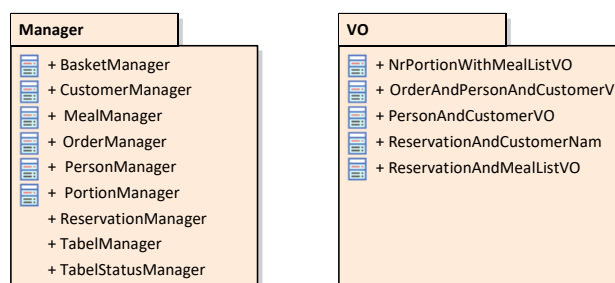 Manager
+ BasketManager
+ CustomerManager
+ MealManager
+ OrderManager
+ PersonManager
+ PortionManager
+ ReservationManager
+ TabelManager
+ TabelStatusManager
VO
+ NrPortionWithMealListVO
+ OrderAndPersonAndCustomerV
+ PersonAndCustomerVO
+ ReservationAndCustomerNam
+ ReservationAndMealListVO